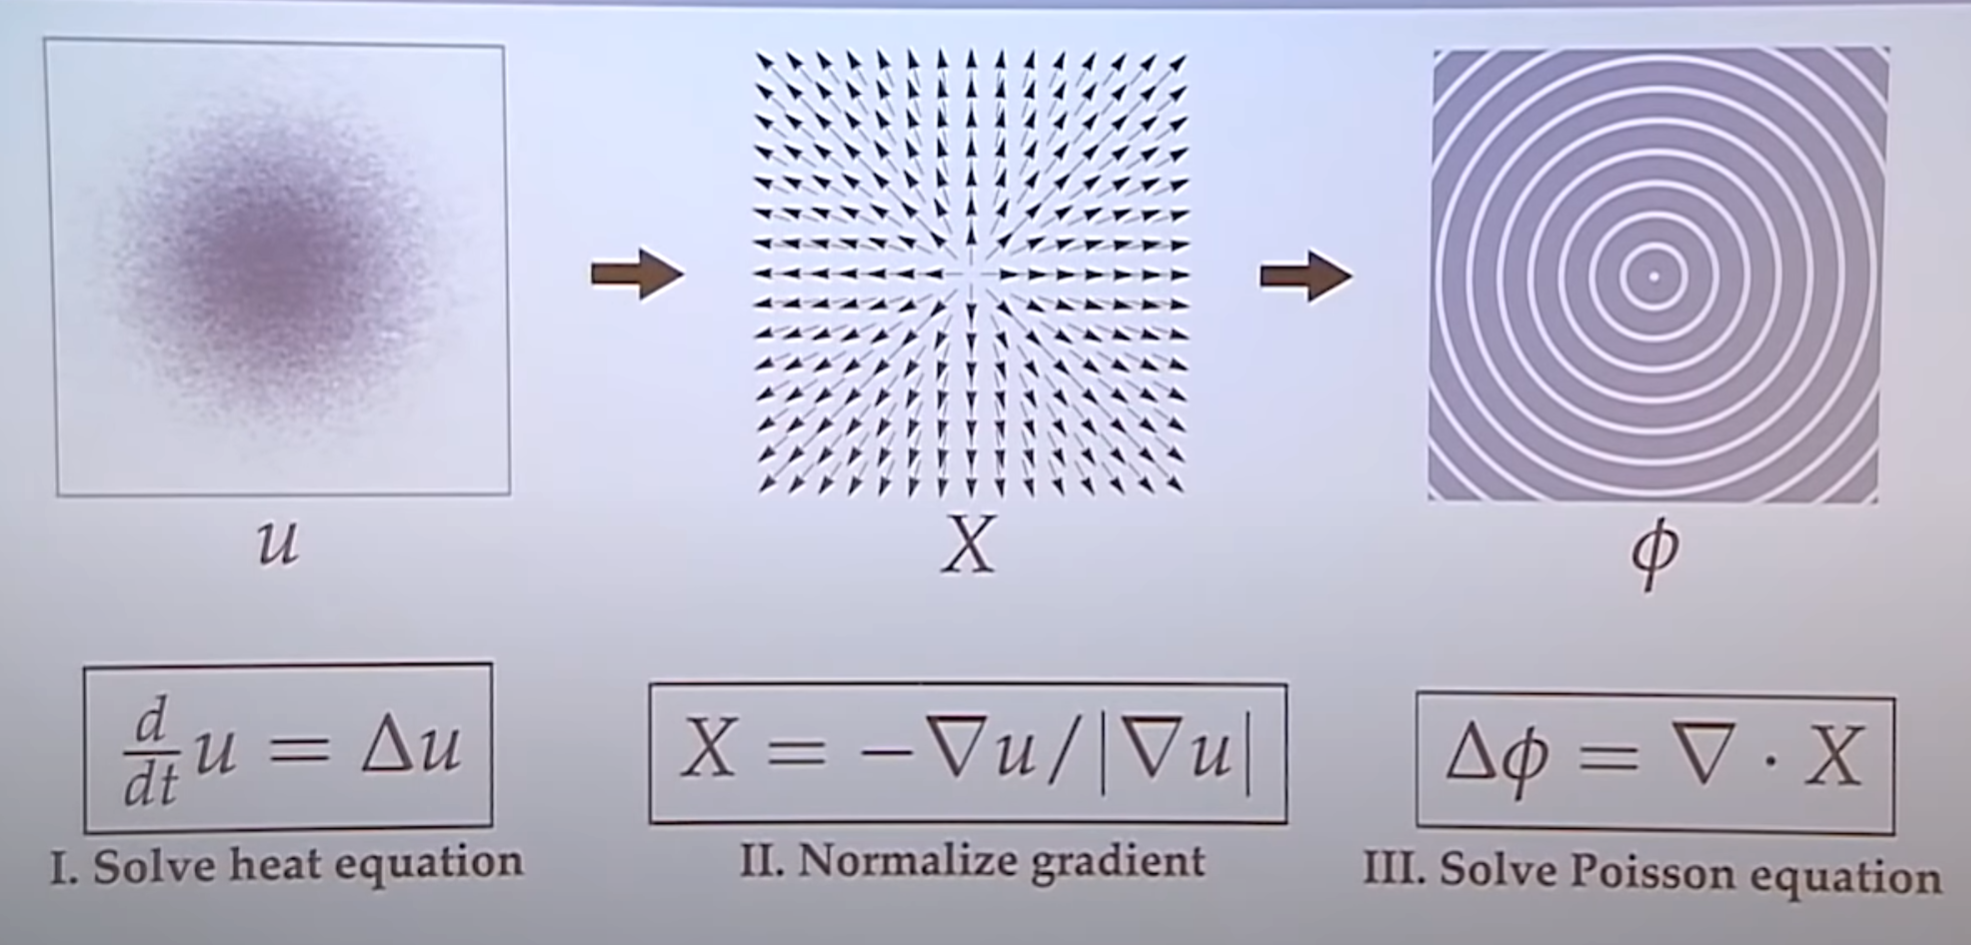 u
X
ϕ
d/dt u = Δu
X = −∇u/|∇u|
Δϕ = ∇ · X
I. Solve heat equation
II. Normalize gradient
III. Solve Poisson equation